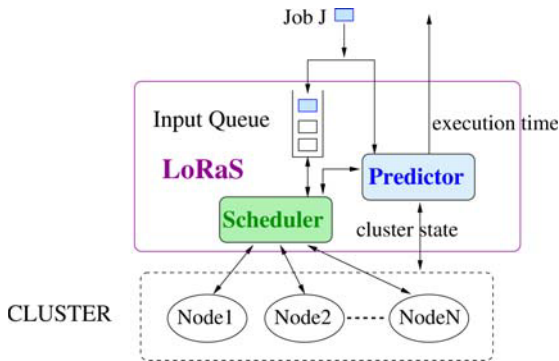 Job J
Input Queue
execution time
LoRaS
Predictor
Scheduler
cluster state
CLUSTER
Node1
Node2
NodeN